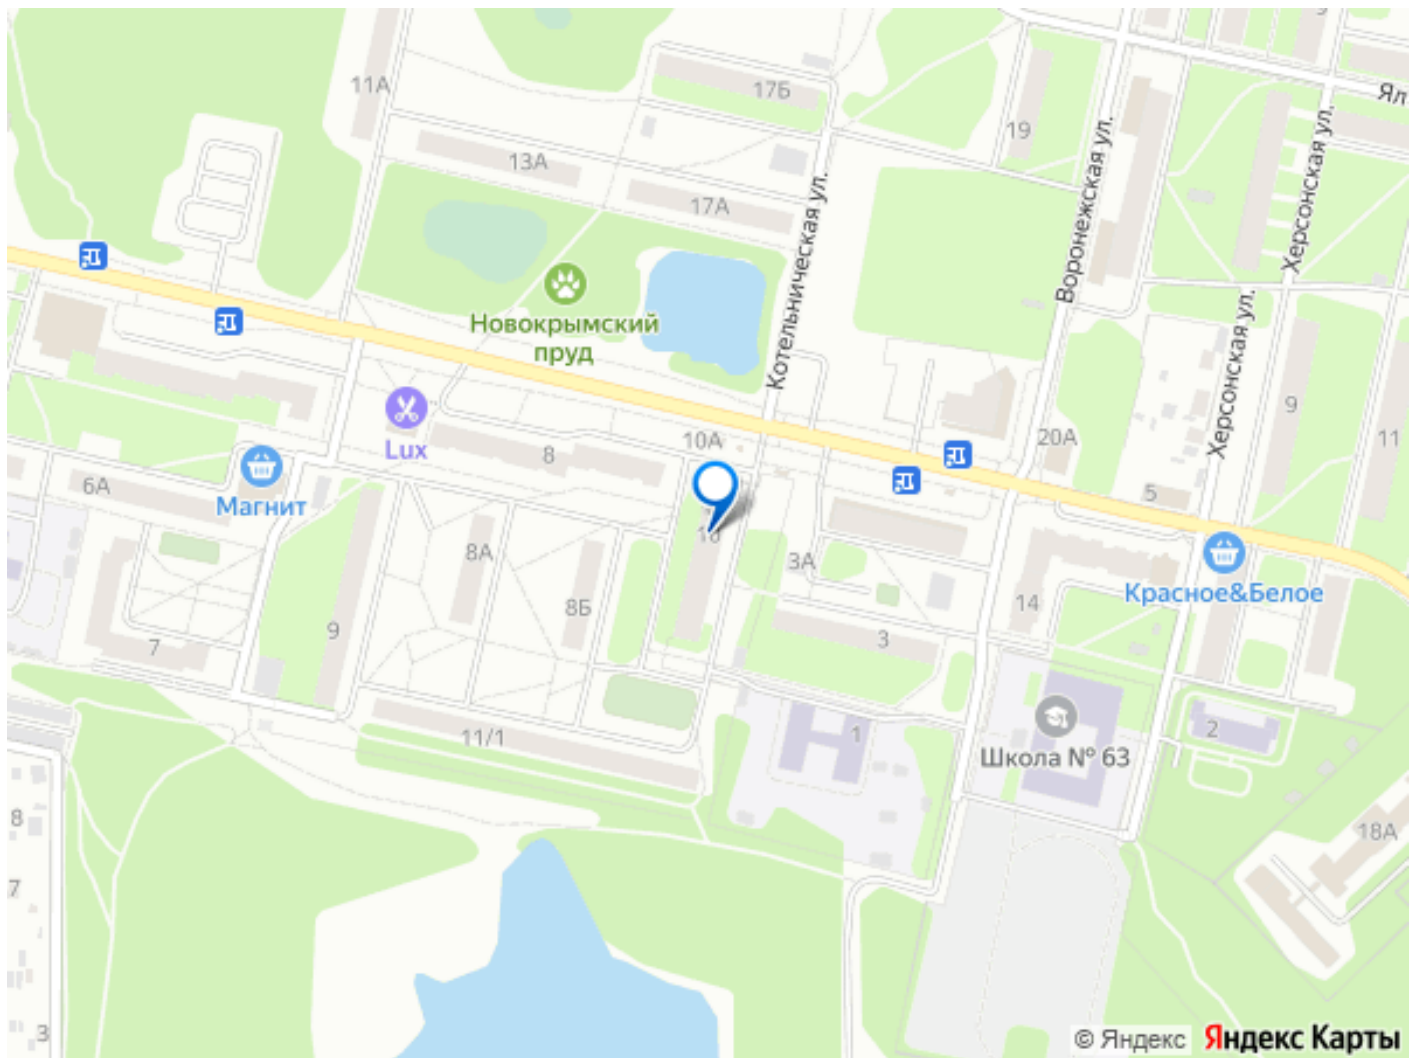 17Б
11А
Ял
19
13А
17А
Котельническая ул.
Воронежская ул.
Херсонская ул.
Херсонская ул.
Новокрымский
пруд
Lux
10А
8
20А
9
11
6А
Магнит
5
10
8А
3А
Красное&Белое
8Б
14
9
3
7
11/1
1
2
Школа № 63
8
18А
7
3
© Яндекс Яндекс Карты